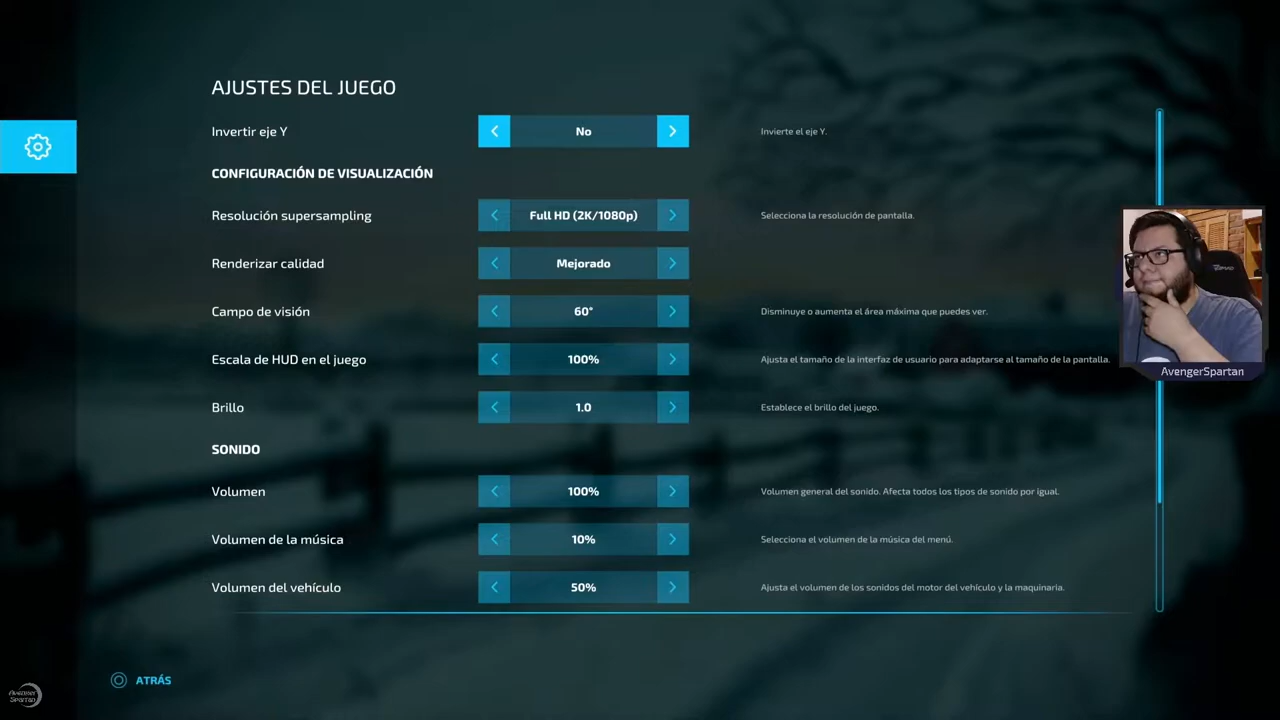 AJUSTES DEL JUEGO
Invertir eje Y No Invierte el eje Y.
CONFIGURACIÓN DE VISUALIZACIÓN
Resolución supersampling Full HD (2K/1080p) Selecciona la resolución de pantalla.
Renderizar calidad Mejorado
Campo de visión 60° Disminuye o aumenta el área máxima que puedes ver.
Escala de HUD en el juego 100% Ajusta el tamaño de la interfaz de usuario para adaptarse al tamaño de la pantalla.
AvengerSpartan
Brillo 1.0 Establece el brillo del juego.
SONIDO
Volumen 100% Volumen general del sonido. Afecta todos los tipos de sonido por igual.
Volumen de la música 10% Selecciona el volumen de la música del menú.
Volumen del vehículo 50% Ajusta el volumen de los sonidos del motor del vehículo y la maquinaria.
ATRÁS
Avenger
Spartan